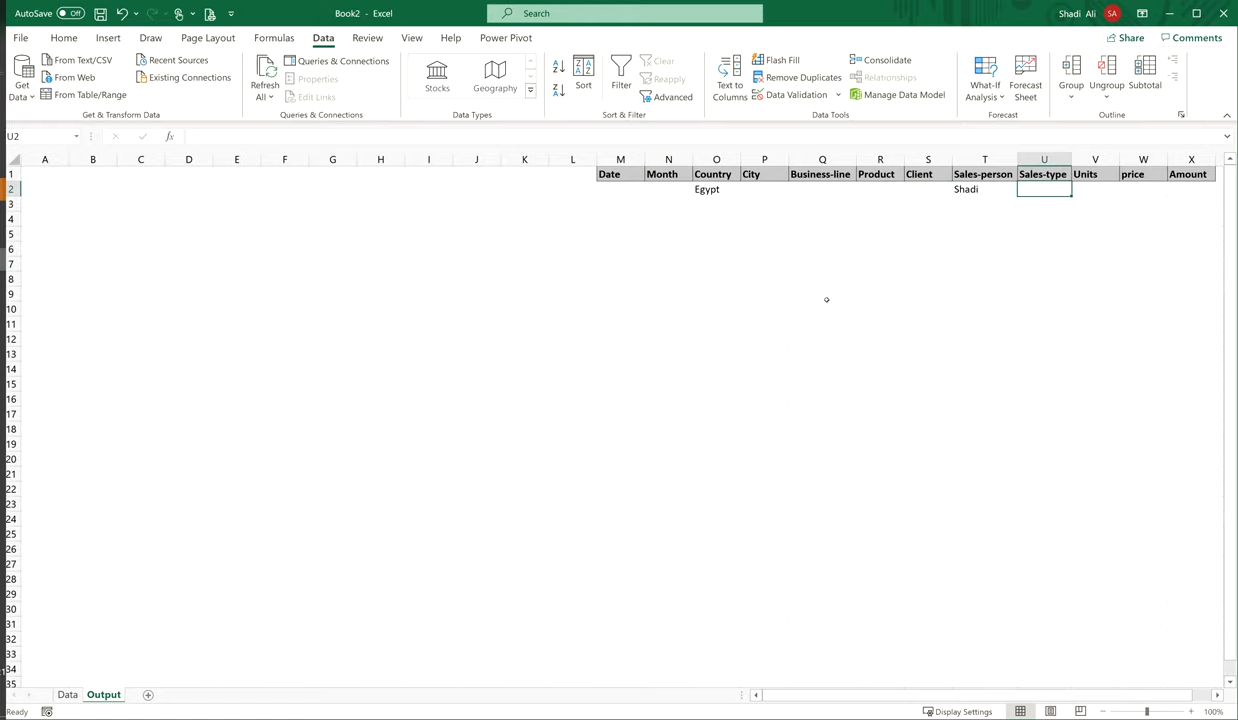 AutoSave Off Book2 - Excel Search Shadi Ali SA
File Home Insert Draw Page Layout Formulas Data Review View Help Power Pivot Share Comments
Get Data
From Text/CSV
From Web
From Table/Range
Recent Sources
Existing Connections
Get & Transform Data
Refresh All
Queries & Connections
Properties
Edit Links
Queries & Connections
Stocks
Geography
Data Types
Sort
Filter
Clear
Reapply
Advanced
Sort & Filter
Text to Columns
Flash Fill
Remove Duplicates
Data Validation
Consolidate
Relationships
Manage Data Model
Data Tools
What-If Analysis
Forecast Sheet
Forecast
Group
Ungroup
Subtotal
Outline
U2 fx
A B C D E F G H I J K L M N O P Q R S T U V W X
1 Date Month Country City Business-line Product Client Sales-person Sales-type Units price Amount
2 Egypt Shadi
3
4
5
6
7
8
9
10
11
12
13
14
15
16
17
18
19
20
21
22
23
24
25
26
27
28
29
30
31
32
33
34
35
Data Output
Ready Display Settings 100%